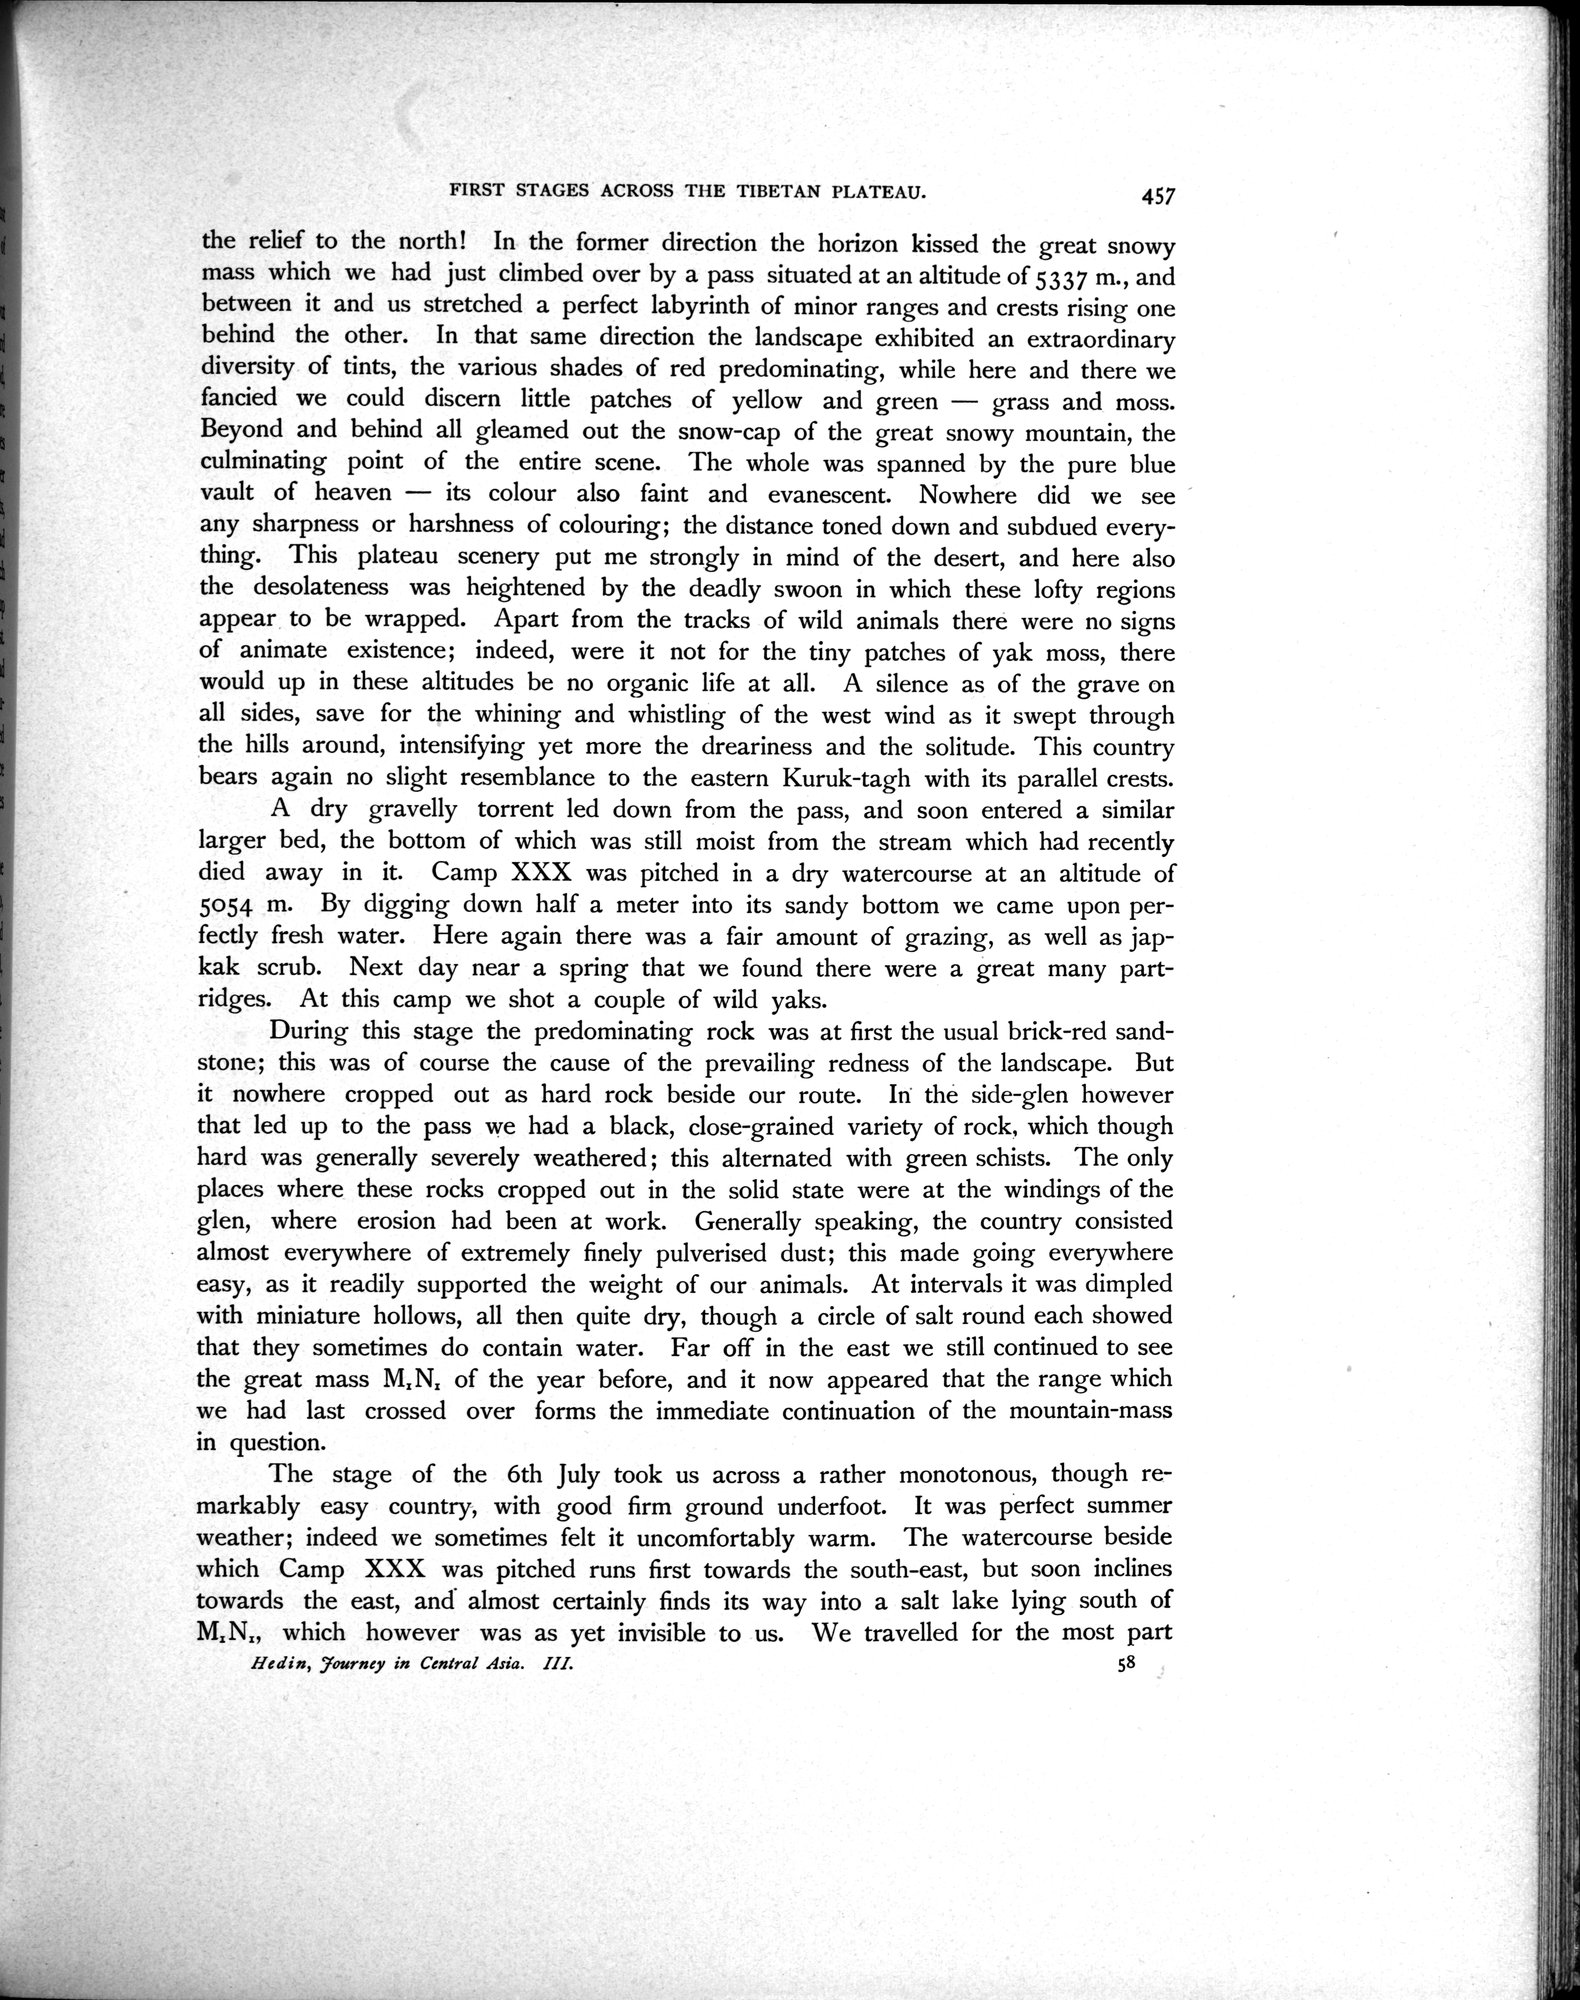 FIRST STAGES ACROSS THE TIBETAN PLATEAU. 457
the relief to the north! In the former direction the horizon kissed the great snowy
mass which we had just climbed over by a pass situated at an altitude of 5337 m., and
between it and us stretched a perfect labyrinth of minor ranges and crests rising one
behind the other. In that same direction the landscape exhibited an extraordinary
diversity of tints, the various shades of red predominating, while here and there we
fancied we could discern little patches of yellow and green — grass and moss.
Beyond and behind all gleamed out the snow-cap of the great snowy mountain, the
culminating point of the entire scene. The whole was spanned by the pure blue
vault of heaven — its colour also faint and evanescent. Nowhere did we see
any sharpness or harshness of colouring; the distance toned down and subdued every-
thing. This plateau scenery put me strongly in mind of the desert, and here also
the desolateness was heightened by the deadly swoon in which these lofty regions
appear to be wrapped. Apart from the tracks of wild animals there were no signs
of animate existence; indeed, were it not for the tiny patches of yak moss, there
would up in these altitudes be no organic life at all. A silence as of the grave on
all sides, save for the whining and whistling of the west wind as it swept through
the hills around, intensifying yet more the dreariness and the solitude. This country
bears again no slight resemblance to the eastern Kuruk-tagh with its parallel crests.
A dry gravelly torrent led down from the pass, and soon entered a similar
larger bed, the bottom of which was still moist from the stream which had recently
died away in it. Camp XXX was pitched in a dry watercourse at an altitude of
5054 m. By digging down half a meter into its sandy bottom we came upon per-
fectly fresh water. Here again there was a fair amount of grazing, as well as jap-
kak scrub. Next day near a spring that we found there were a great many part-
ridges. At this camp we shot a couple of wild yaks.
During this stage the predominating rock was at first the usual brick-red sand-
stone; this was of course the cause of the prevailing redness of the landscape. But
it nowhere cropped out as hard rock beside our route. In the side-glen however
that led up to the pass we had a black, close-grained variety of rock, which though
hard was generally severely weathered; this alternated with green schists. The only
places where these rocks cropped out in the solid state were at the windings of the
glen, where erosion had been at work. Generally speaking, the country consisted
almost everywhere of extremely finely pulverised dust; this made going everywhere
easy, as it readily supported the weight of our animals. At intervals it was dimpled
with miniature hollows, all then quite dry, though a circle of salt round each showed
that they sometimes do contain water. Far off in the east we still continued to see
the great mass M₁N₁ of the year before, and it now appeared that the range which
we had last crossed over forms the immediate continuation of the mountain-mass
in question.
The stage of the 6th July took us across a rather monotonous, though re-
markably easy country, with good firm ground underfoot. It was perfect summer
weather; indeed we sometimes felt it uncomfortably warm. The watercourse beside
which Camp XXX was pitched runs first towards the south-east, but soon inclines
towards the east, and almost certainly finds its way into a salt lake lying south of
M₁N₁, which however was as yet invisible to us. We travelled for the most part
Hedin, Journey in Central Asia. III. 58